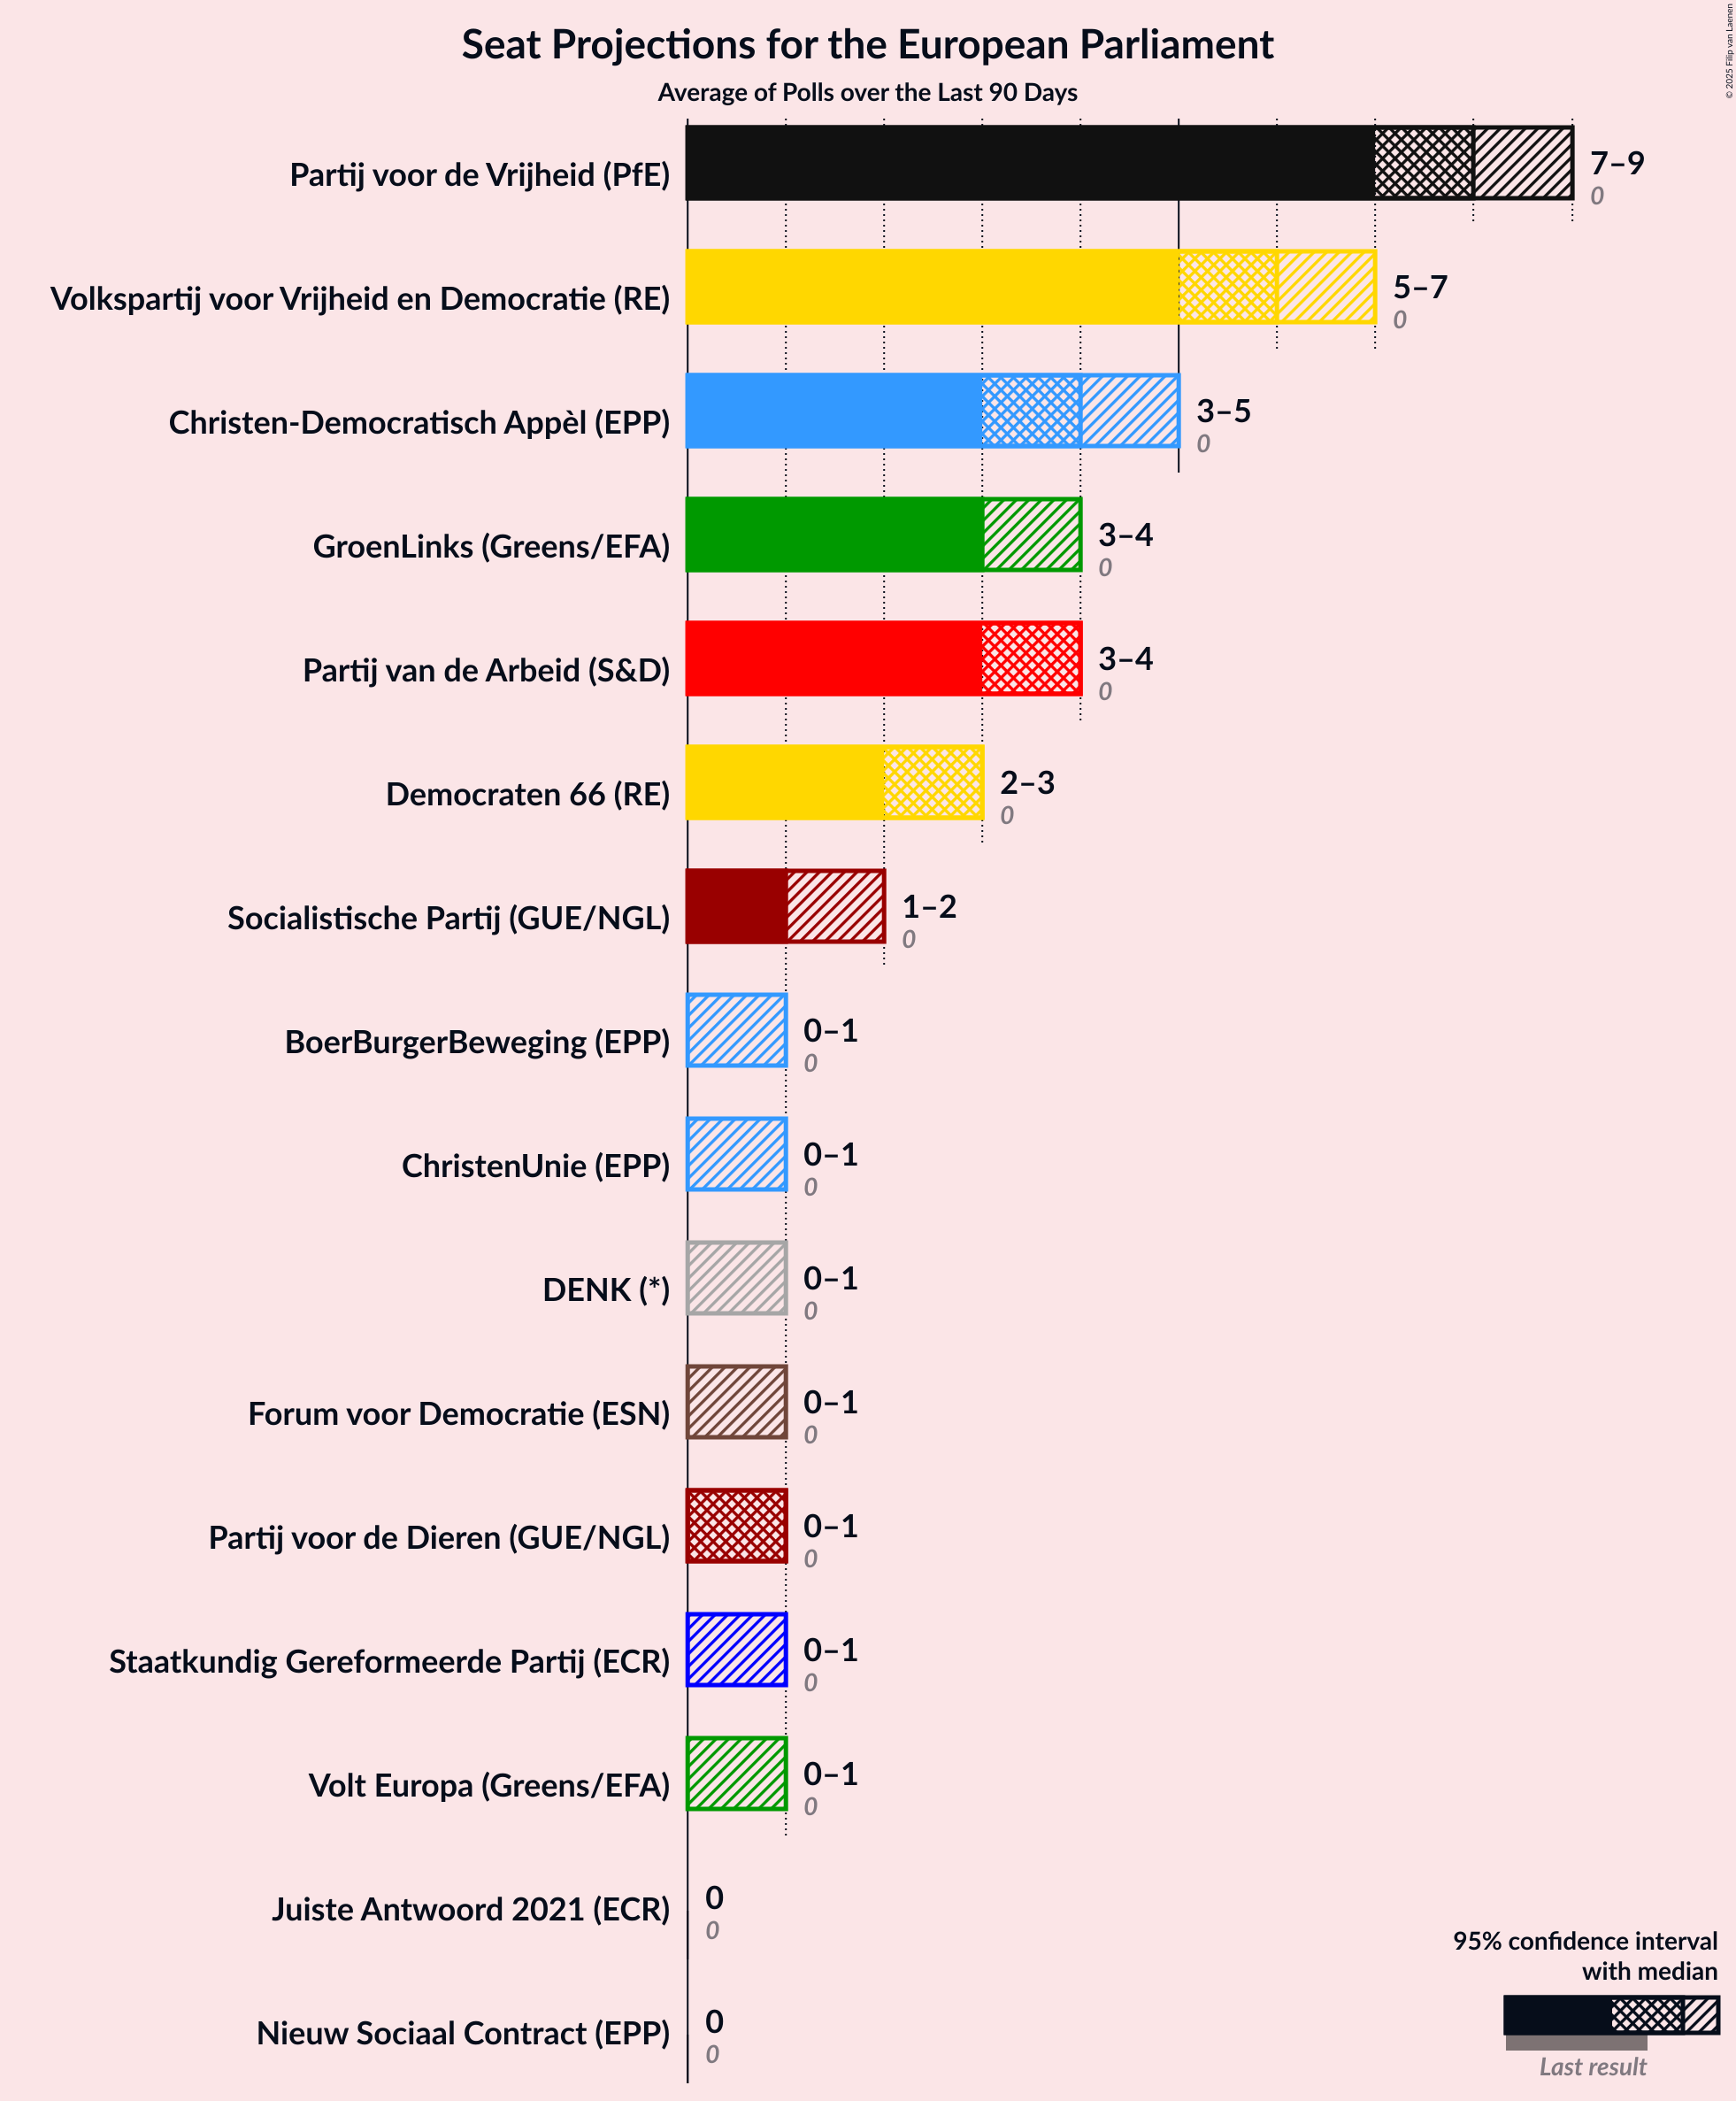 Seat Projections for the European Parliament
Average of Polls over the Last 90 Days
© 2025 Filip van Laenen
Partij voor de Vrijheid (PfE)
7–9
0
Volkspartij voor Vrijheid en Democratie (RE)
5–7
0
Christen-Democratisch Appèl (EPP)
3–5
0
GroenLinks (Greens/EFA)
3–4
0
Partij van de Arbeid (S&D)
3–4
0
Democraten 66 (RE)
2–3
0
Socialistische Partij (GUE/NGL)
1–2
0
BoerBurgerBeweging (EPP)
0–1
0
ChristenUnie (EPP)
0–1
0
DENK (*)
0–1
0
Forum voor Democratie (ESN)
0–1
0
Partij voor de Dieren (GUE/NGL)
0–1
0
Staatkundig Gereformeerde Partij (ECR)
0–1
0
Volt Europa (Greens/EFA)
0–1
0
Juiste Antwoord 2021 (ECR)
0
0
Nieuw Sociaal Contract (EPP)
0
0
95% confidence interval
with median
Last result